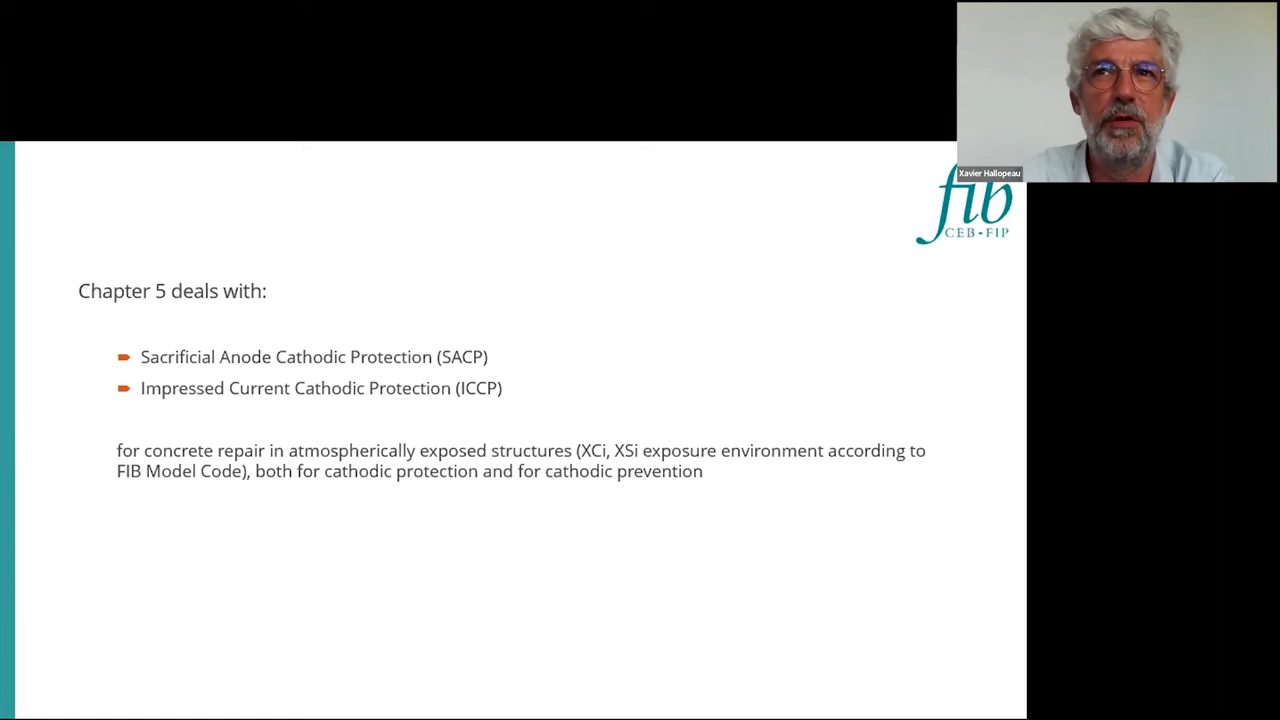 Xavier Hallopeau
fib
CEB-FIP
Chapter 5 deals with:
Sacrificial Anode Cathodic Protection (SACP)
Impressed Current Cathodic Protection (ICCP)
for concrete repair in atmospherically exposed structures (XCi, XSi exposure environment according to
FIB Model Code), both for cathodic protection and for cathodic prevention